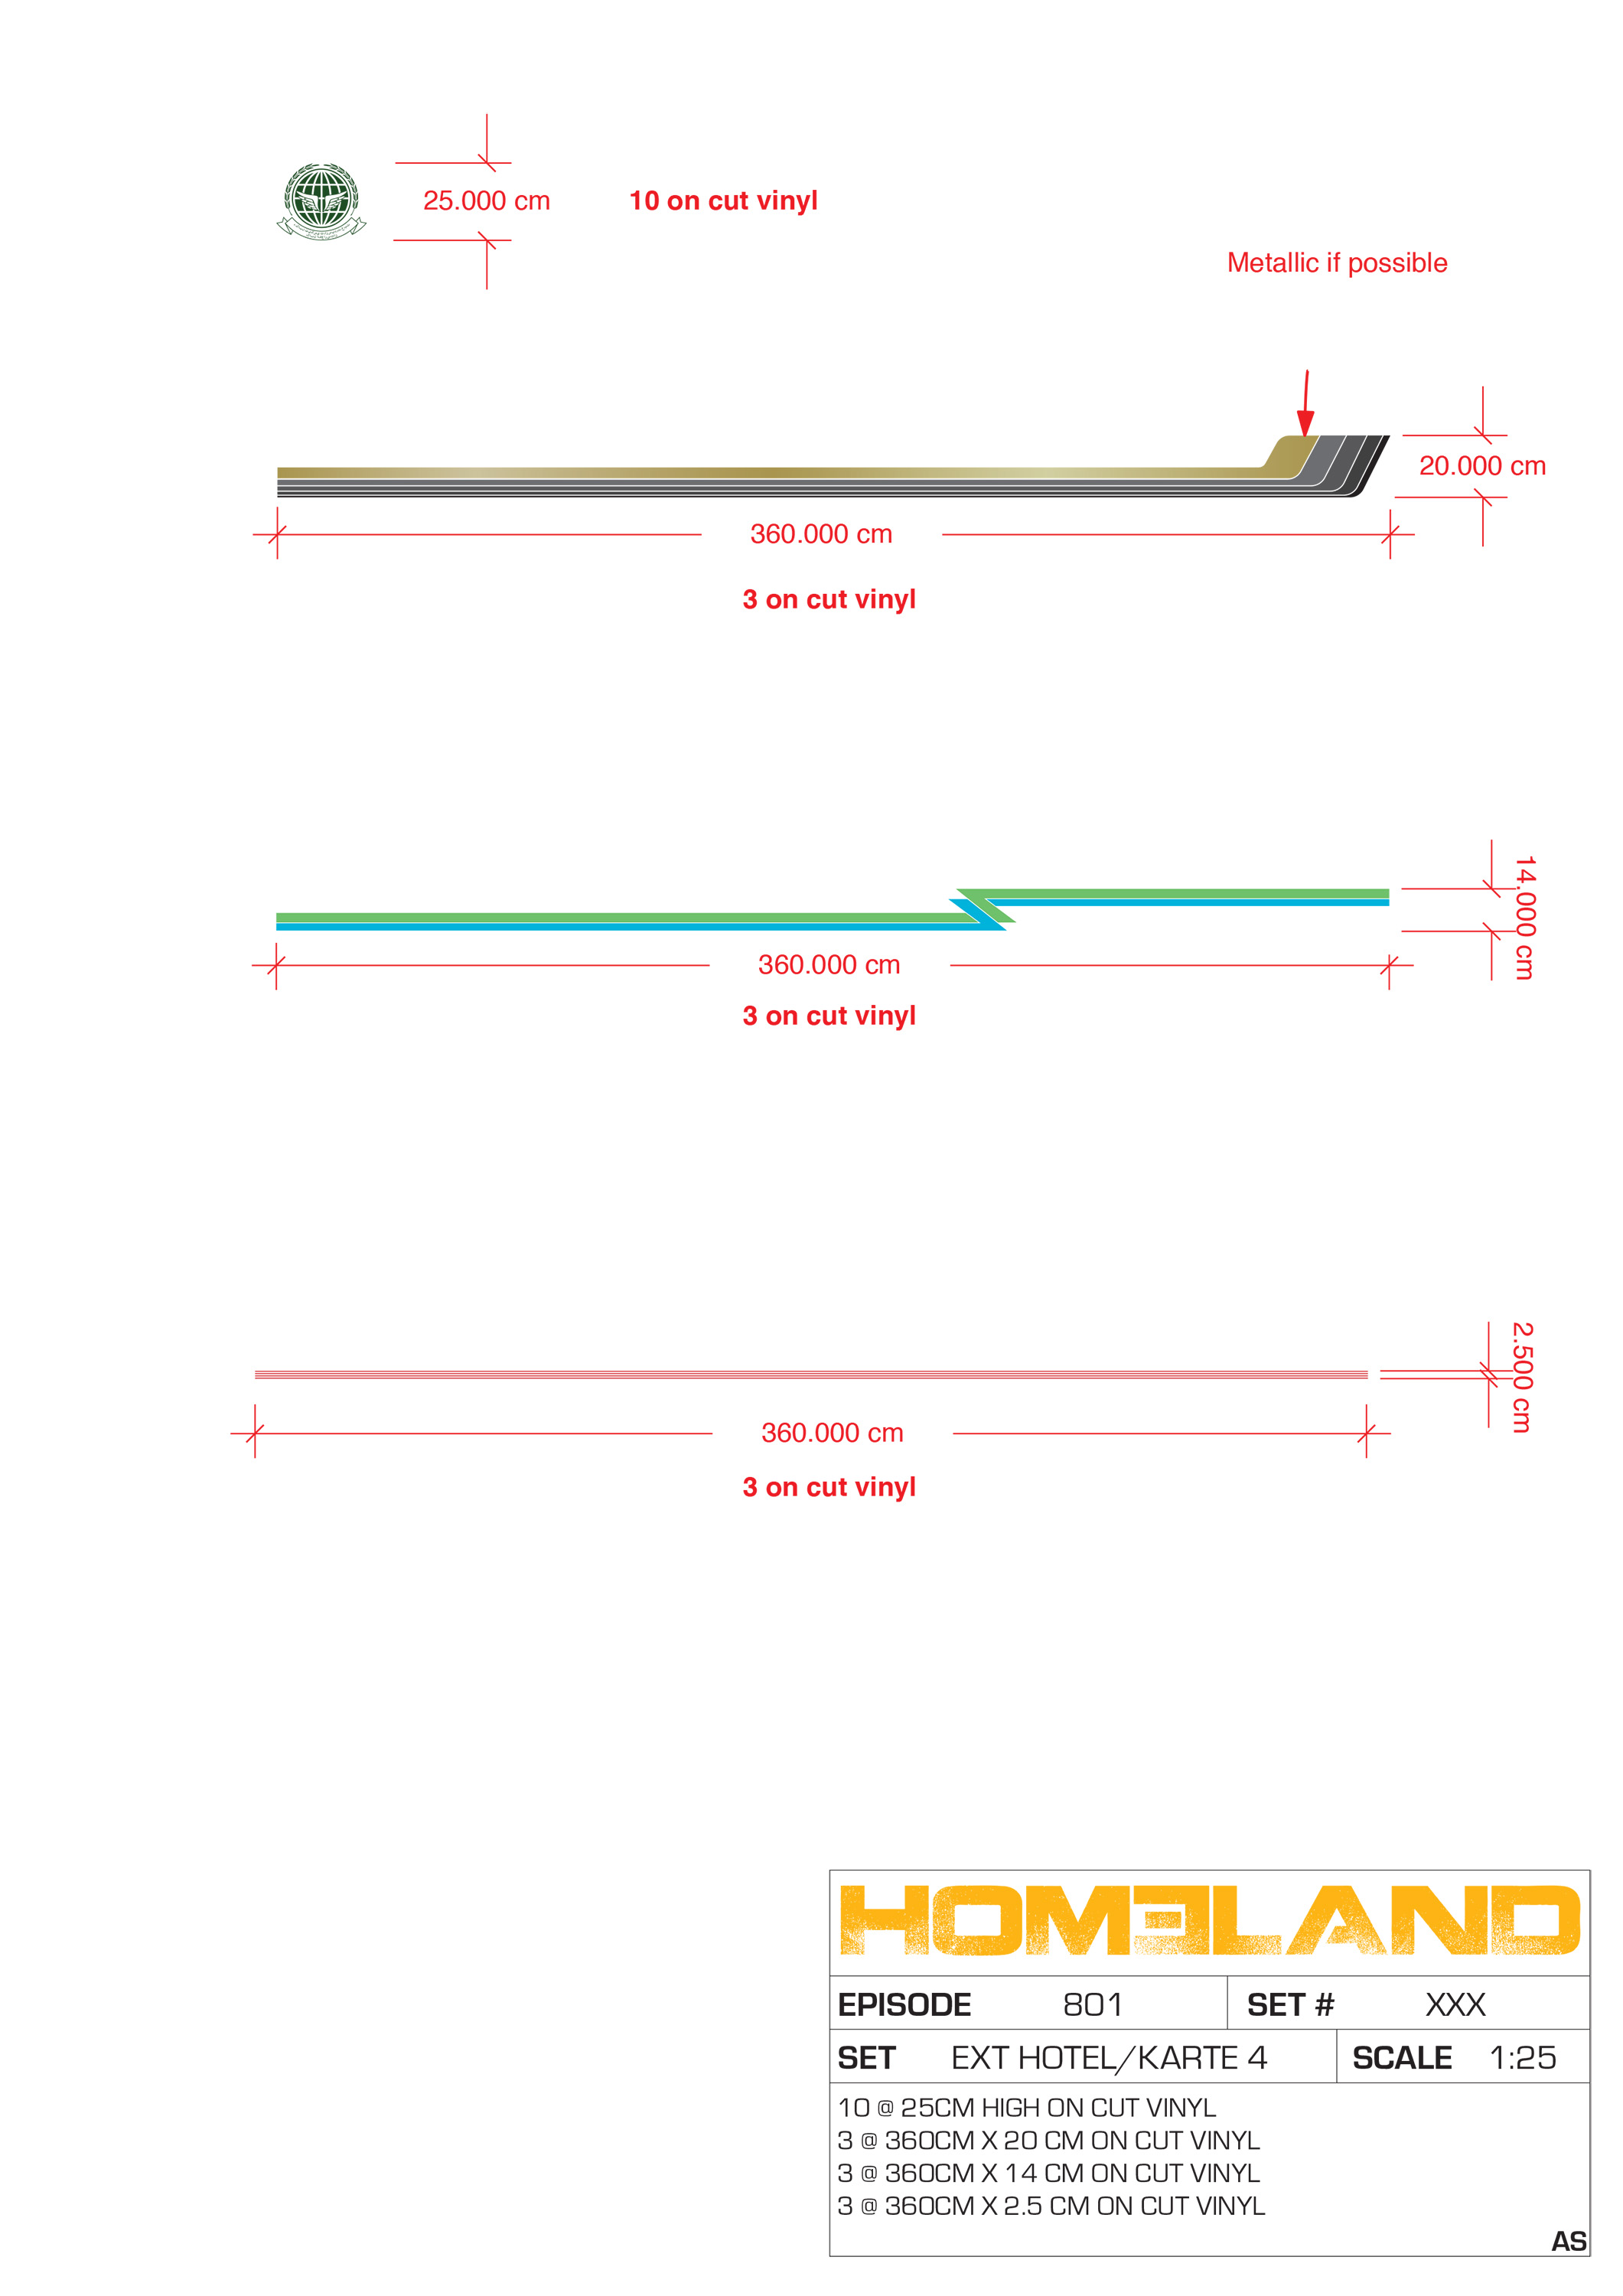 25.000 cm
10 on cut vinyl
Metallic if possible
20.000 cm
360.000 cm
3 on cut vinyl
14.000 cm
360.000 cm
3 on cut vinyl
2.500 cm
360.000 cm
3 on cut vinyl
HOMELAND
EPISODE 801 SET # XXX
SET EXT HOTEL/KARTE 4 SCALE 1:25
10 @ 25CM HIGH ON CUT VINYL
3 @ 360CM X 20 CM ON CUT VINYL
3 @ 360CM X 14 CM ON CUT VINYL
3 @ 360CM X 2.5 CM ON CUT VINYL
AS